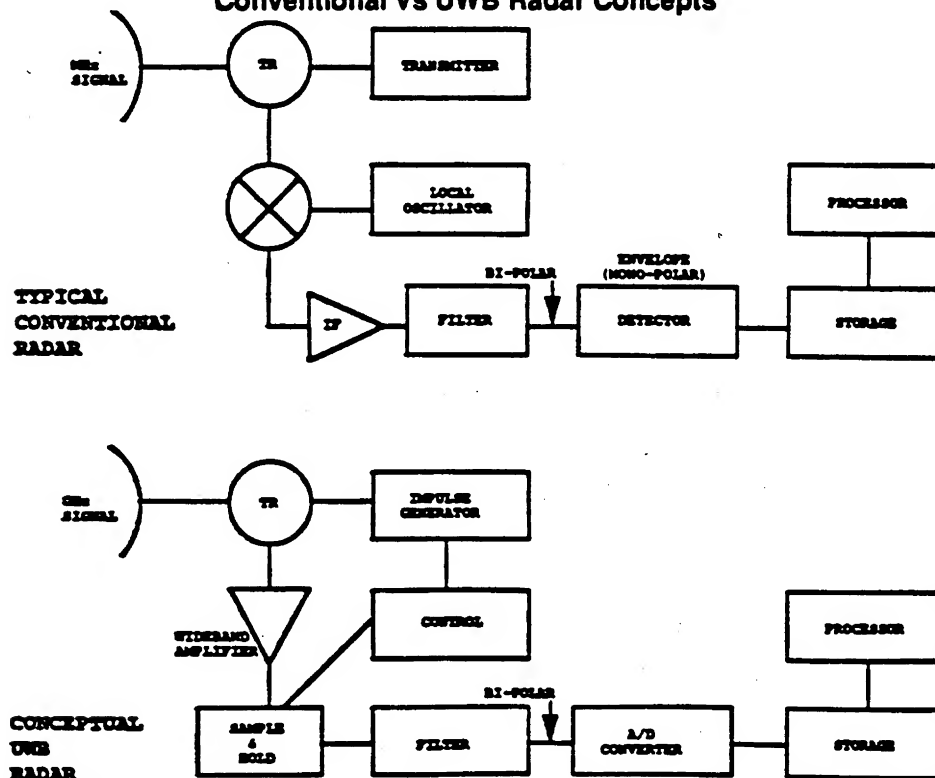 Conventional Vs UWB Radar Concepts
SIGNAL
TR
TRANSMITTER
LOCAL
OSCILLATOR
PROCESSOR
BI-POLAR
ENVELOPE
(MONO-POLAR)
TYPICAL
CONVENTIONAL
RADAR
IF
FILTER
DETECTOR
STORAGE
SIGNAL
TR
IMPULSE
GENERATOR
WIDEBAND
AMPLIFIER
CONTROL
PROCESSOR
BI-POLAR
CONCEPTUAL
UWB
RADAR
SAMPLE
&
HOLD
FILTER
A/D
CONVERTER
STORAGE